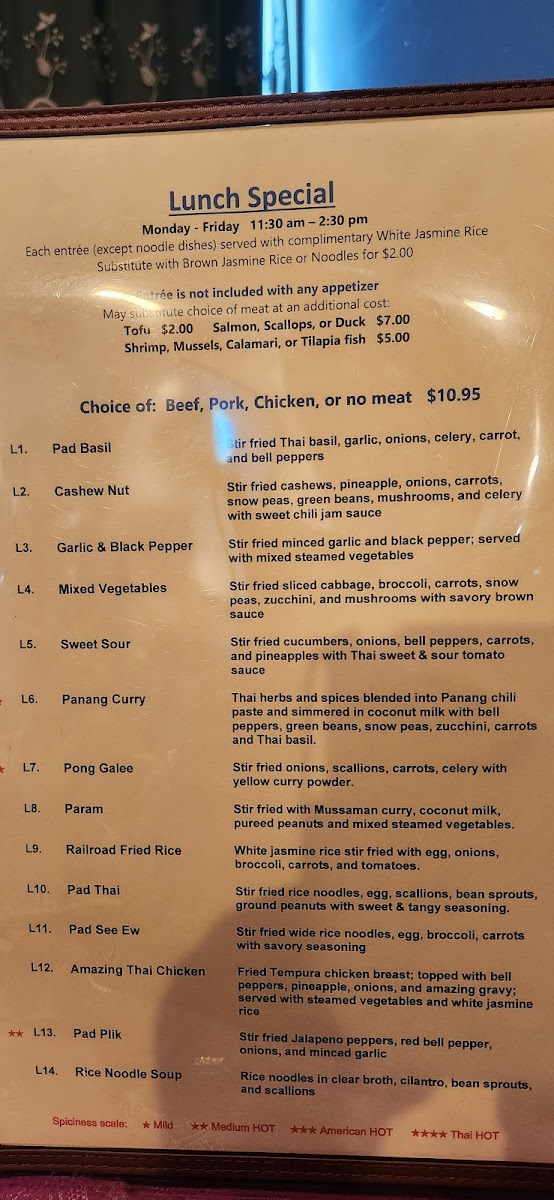 Lunch Special
Monday - Friday 11:30 am – 2:30 pm
Each entrée (except noodle dishes) served with complimentary White Jasmine Rice
Substitute with Brown Jasmine Rice or Noodles for $2.00
Entrée is not included with any appetizer
May substitute choice of meat at an additional cost:
Tofu $2.00 Salmon, Scallops, or Duck $7.00
Shrimp, Mussels, Calamari, or Tilapia fish $5.00
Choice of: Beef, Pork, Chicken, or no meat $10.95
L1. Pad Basil Stir fried Thai basil, garlic, onions, celery, carrot,
and bell peppers
L2. Cashew Nut Stir fried cashews, pineapple, onions, carrots,
snow peas, green beans, mushrooms, and celery
with sweet chili jam sauce
L3. Garlic & Black Pepper Stir fried minced garlic and black pepper; served
with mixed steamed vegetables
L4. Mixed Vegetables Stir fried sliced cabbage, broccoli, carrots, snow
peas, zucchini, and mushrooms with savory brown
sauce
L5. Sweet Sour Stir fried cucumbers, onions, bell peppers, carrots,
and pineapples with Thai sweet & sour tomato
sauce
★ L6. Panang Curry Thai herbs and spices blended into Panang chili
paste and simmered in coconut milk with bell
peppers, green beans, snow peas, zucchini, carrots
and Thai basil.
★ L7. Pong Galee Stir fried onions, scallions, carrots, celery with
yellow curry powder.
L8. Param Stir fried with Mussaman curry, coconut milk,
pureed peanuts and mixed steamed vegetables.
L9. Railroad Fried Rice White jasmine rice stir fried with egg, onions,
broccoli, carrots, and tomatoes.
L10. Pad Thai Stir fried rice noodles, egg, scallions, bean sprouts,
ground peanuts with sweet & tangy seasoning.
L11. Pad See Ew Stir fried wide rice noodles, egg, broccoli, carrots
with savory seasoning
L12. Amazing Thai Chicken Fried Tempura chicken breast; topped with bell
peppers, pineapple, onions, and amazing gravy;
served with steamed vegetables and white jasmine
rice
★★ L13. Pad Plik Stir fried Jalapeno peppers, red bell pepper,
onions, and minced garlic
L14. Rice Noodle Soup Rice noodles in clear broth, cilantro, bean sprouts,
and scallions
Spiciness scale: ★ Mild ★★ Medium HOT ★★★ American HOT ★★★★ Thai HOT